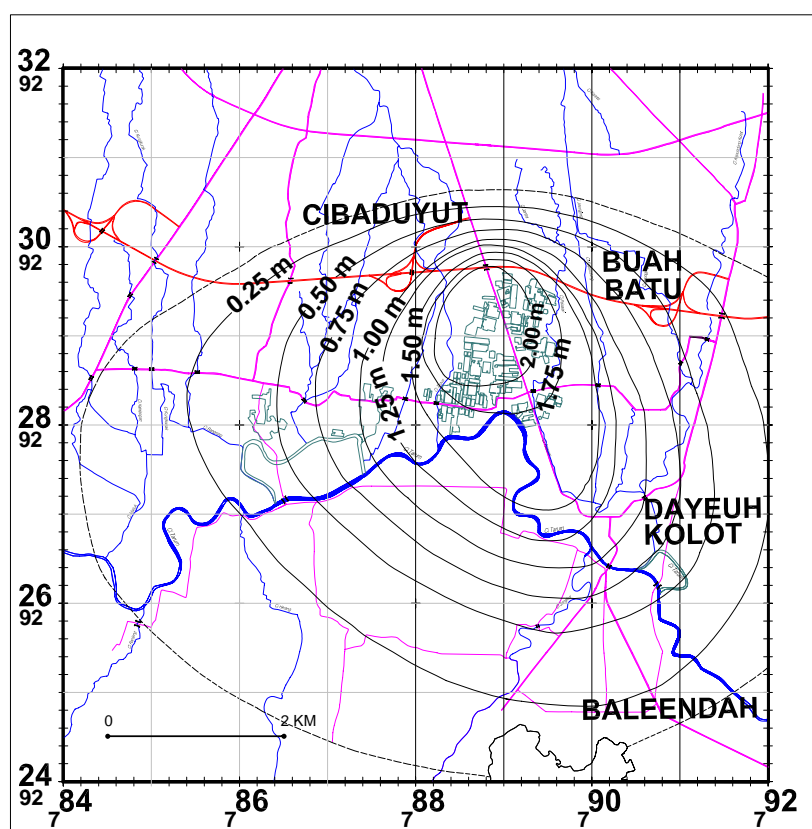 32
92
CIBADUYUT
30
92
BUAH
BATU
0.25 m
0.50 m
0.75 m
1.00 m
1.25 m
1.50 m
2.00 m
1.75 m
28
92
DAYEUH
KOLOT
26
92
BALEENDAH
0
2 KM
24
92
84
7
86
7
88
7
90
7
92
7